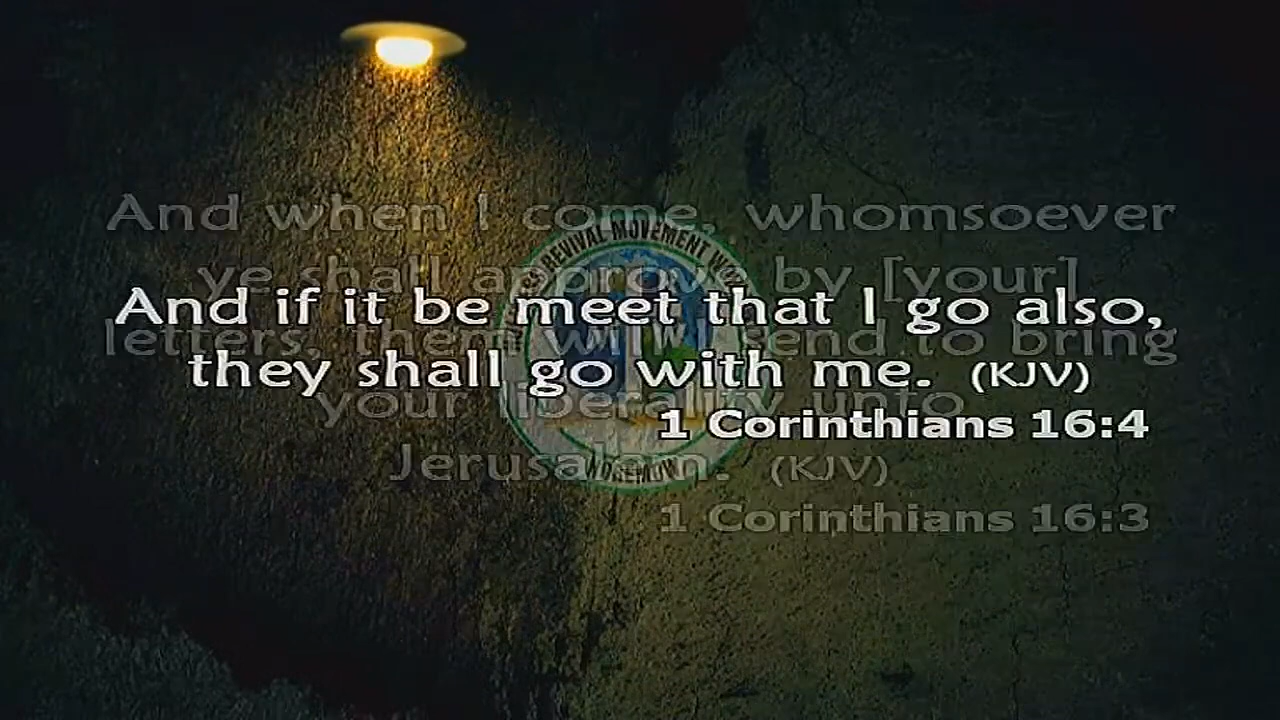 And when I come, whomsoever
ye shall approve by [your]
And if it be meet that I go also,
letters, them will I send to bring
they shall go with me. (KJV)
your liberality unto
1 Corinthians 16:4
Jerusalem. (KJV)
1 Corinthians 16:3
REVIVAL MOVEMENT